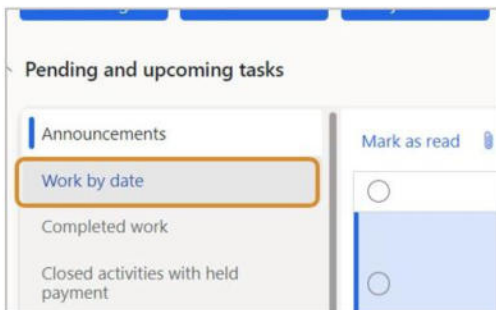 Pending and upcoming tasks
Announcements
Mark as read
Work by date
Completed work
Closed activities with held
payment